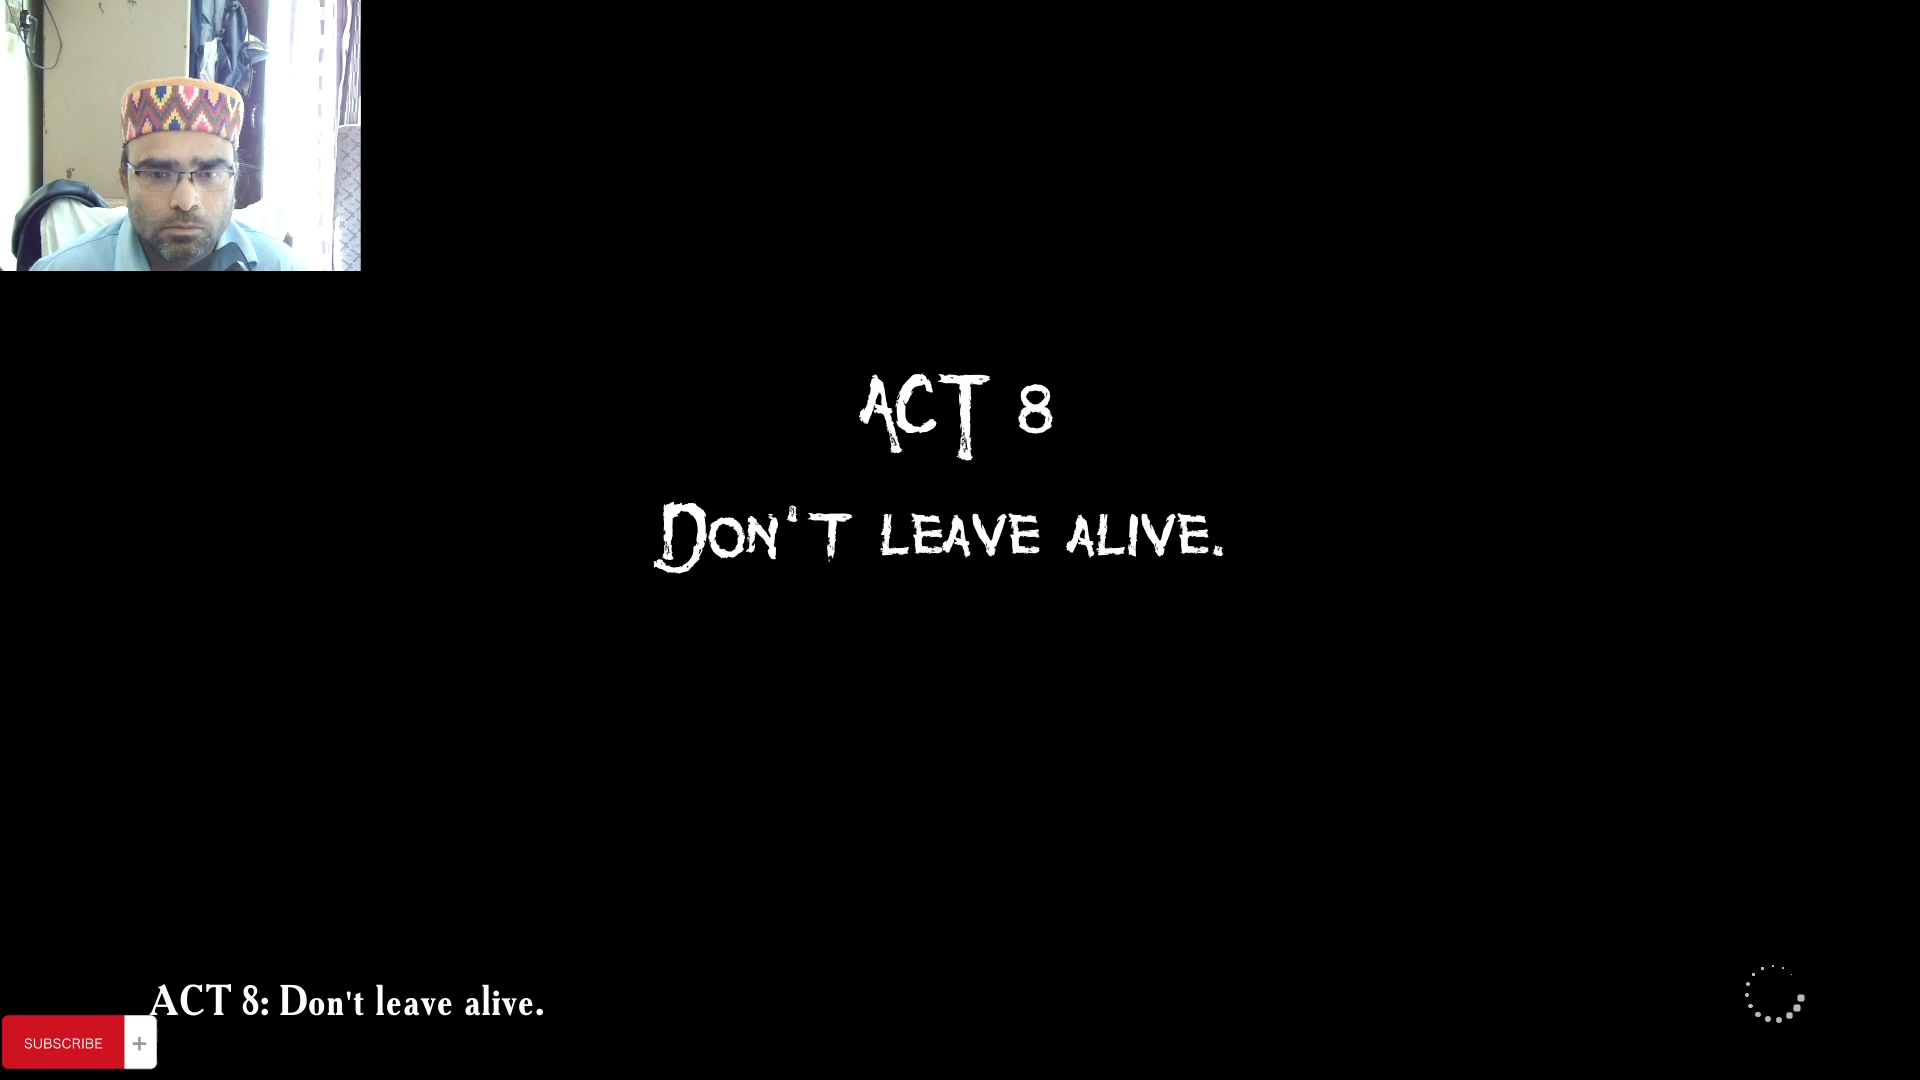 ACT 8
DON'T LEAVE ALIVE.
ACT 8: Don't leave alive.
SUBSCRIBE +